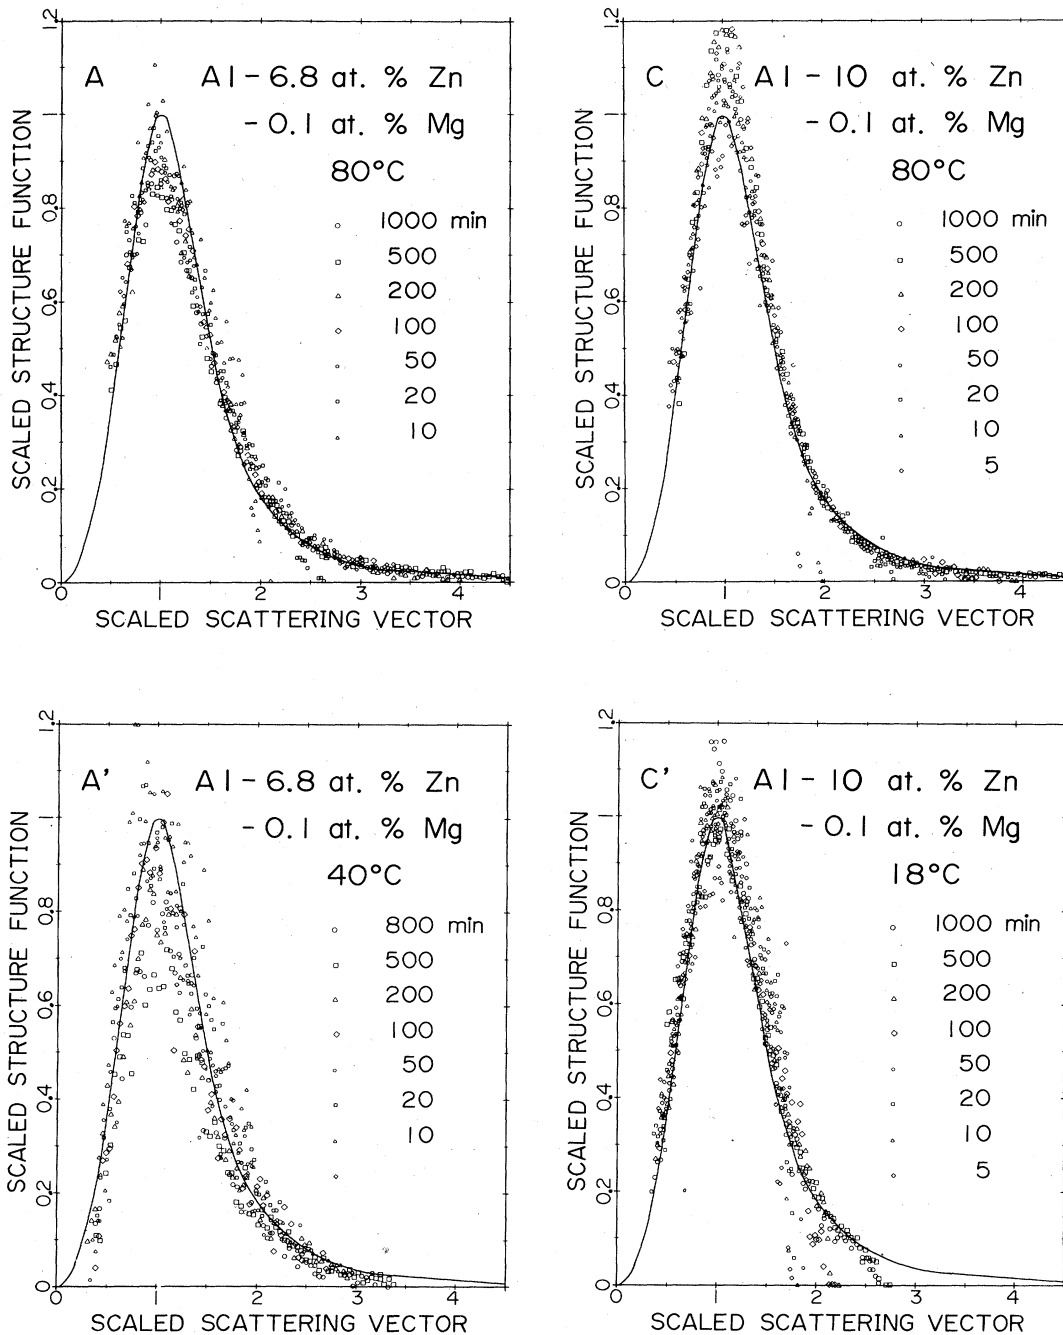 A
Al-6.8 at. % Zn
-0.1 at. % Mg
80°C
1000 min
500
200
100
50
20
10
SCALED STRUCTURE FUNCTION
1.2
1
0.8
0.6
0.4
0.2
0
0 1 2 3 4
SCALED SCATTERING VECTOR
C
Al-10 at. % Zn
-0.1 at. % Mg
80°C
1000 min
500
200
100
50
20
10
5
SCALED STRUCTURE FUNCTION
1.2
1
0.8
0.6
0.4
0.2
0
0 1 2 3 4
SCALED SCATTERING VECTOR
A'
Al-6.8 at. % Zn
-0.1 at. % Mg
40°C
800 min
500
200
100
50
20
10
SCALED STRUCTURE FUNCTION
1.2
1
0.8
0.6
0.4
0.2
0
0 1 2 3 4
SCALED SCATTERING VECTOR
C'
Al-10 at. % Zn
-0.1 at. % Mg
18°C
1000 min
500
200
100
50
20
10
5
SCALED STRUCTURE FUNCTION
1.2
1
0.8
0.6
0.4
0.2
0
0 1 2 3 4
SCALED SCATTERING VECTOR